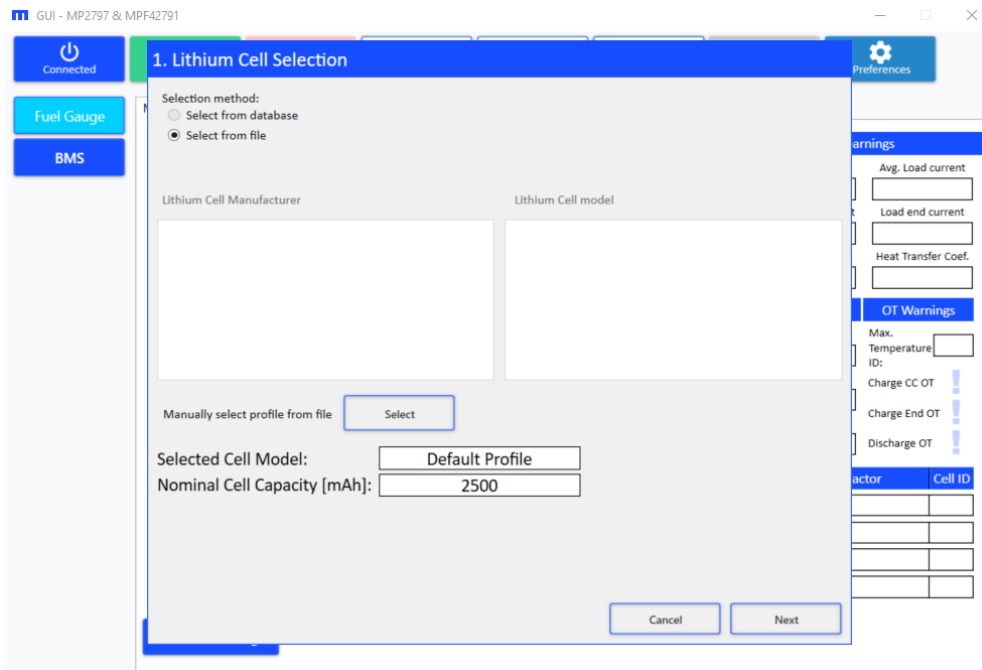 GUI - MP2797 & MPF42791
Connected
Preferences
Fuel Gauge
BMS
1. Lithium Cell Selection
Selection method:
Select from database
Select from file
Lithium Cell Manufacturer
Lithium Cell model
Manually select profile from file
Select
Selected Cell Model:
Default Profile
Nominal Cell Capacity [mAh]:
2500
Cancel
Next
Avg. Load current
Load end current
Heat Transfer Coef.
OT Warnings
Max.
Temperature
ID:
Charge CC OT
Charge End OT
Discharge OT
Cell ID